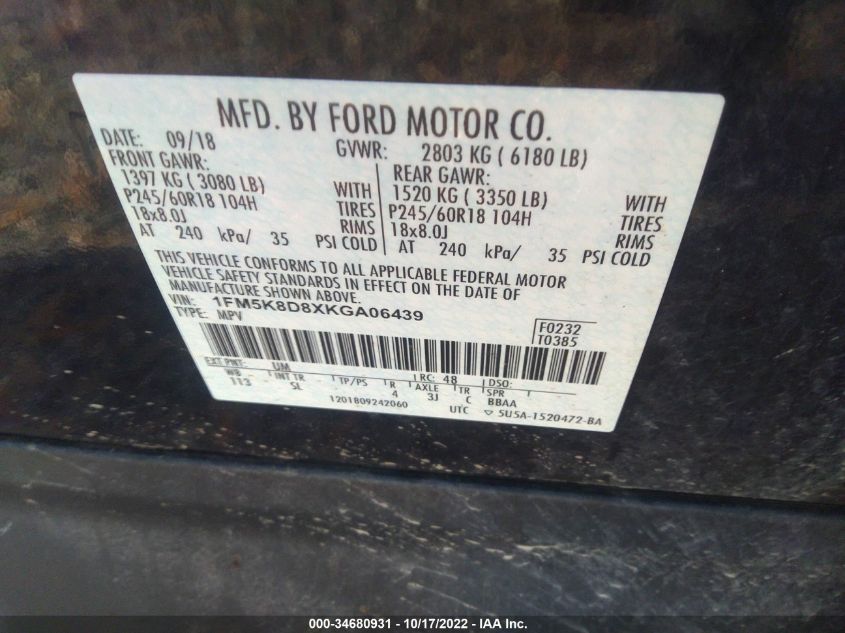 MFD. BY FORD MOTOR CO.
DATE: 09/18 GVWR: 2803 KG ( 6180 LB)
FRONT GAWR: REAR GAWR:
1397 KG ( 3080 LB) WITH 1520 KG ( 3350 LB) WITH
P245/60R18 104H TIRES P245/60R18 104H TIRES
18x8.0J RIMS 18x8.0J RIMS
AT 240 kPa/ 35 PSI COLD AT 240 kPa/ 35 PSI COLD
THIS VEHICLE CONFORMS TO ALL APPLICABLE FEDERAL MOTOR
VEHICLE SAFETY STANDARDS IN EFFECT ON THE DATE OF
MANUFACTURE SHOWN ABOVE.
VIN: 1FM5K8D8XKGA06439
TYPE: MPV
F0232
T0385
EXT PNT: UM RC: 48 DSO:
WB INT TR TP/PS R AXLE TR SPR
113 SL 4 3J C BBAA
1201809242060 UTC ▽ 5U5A-1520472-BA
000-34680931 - 10/17/2022 - IAA Inc.